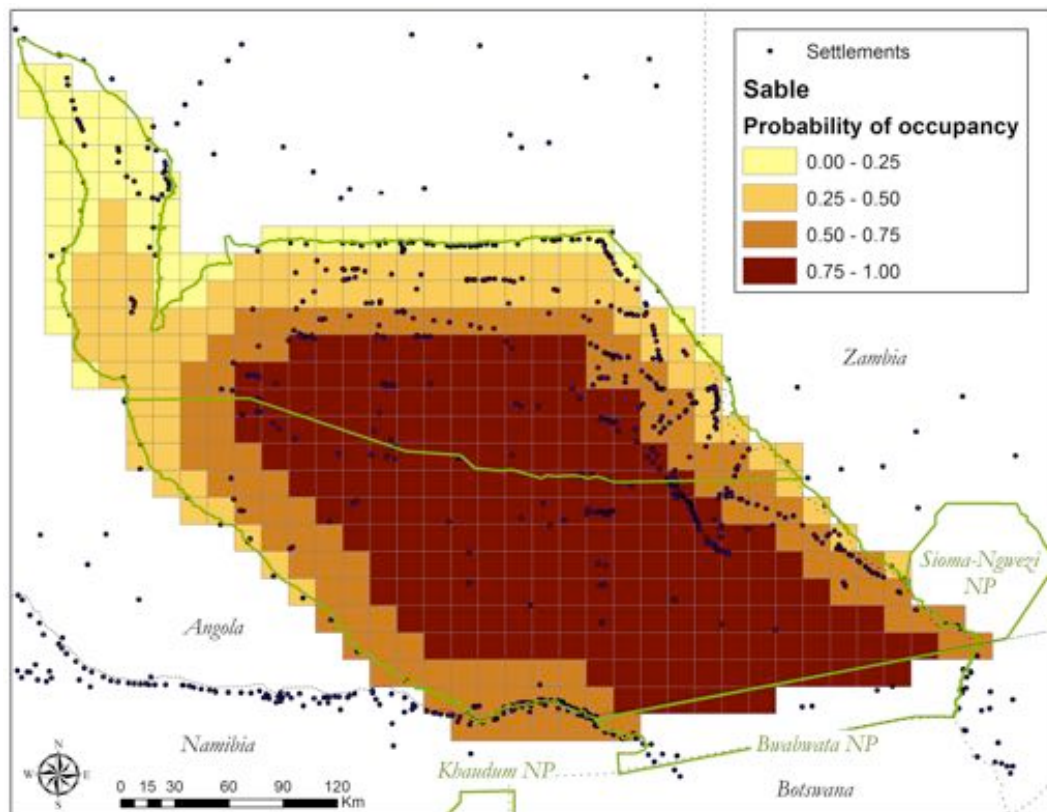 Settlements
Sable
Probability of occupancy
0.00 - 0.25
0.25 - 0.50
0.50 - 0.75
0.75 - 1.00
Zambia
Sioma-Ngwezi
NP
Angola
Namibia
Khaudum NP
Bwabwata NP
Botswana
N
W E
S
0 15 30 60 90 120
Km